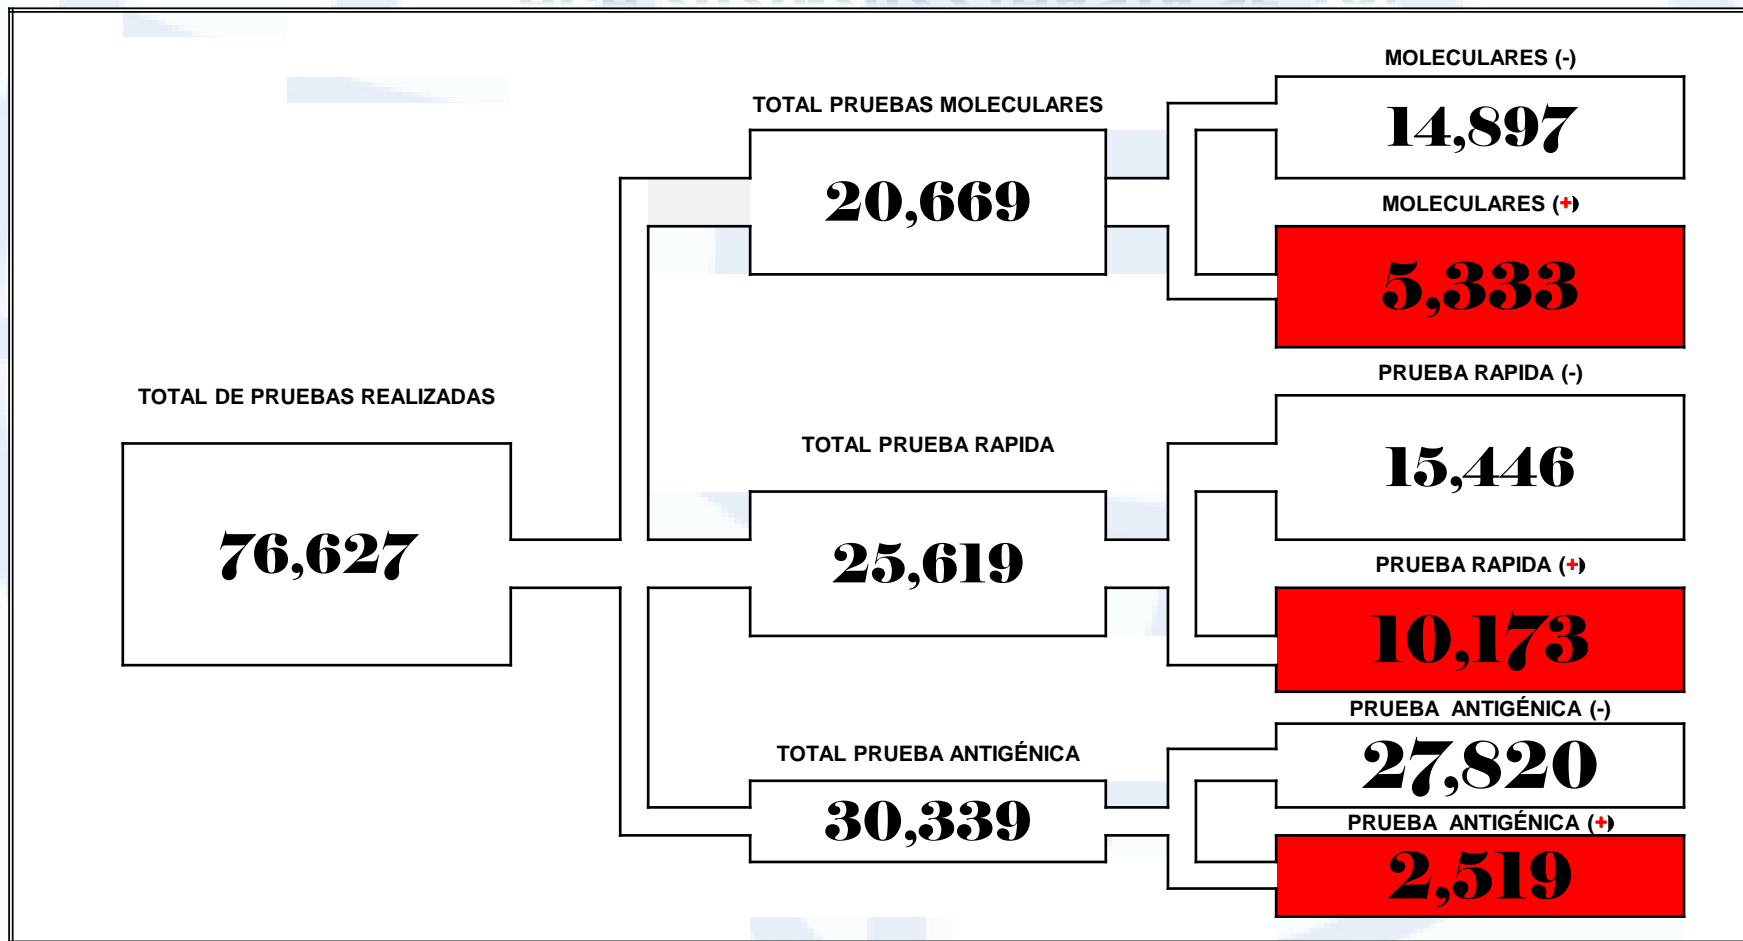 MOLECULARES (-)
TOTAL PRUEBAS MOLECULARES
14,897
20,669
MOLECULARES (+)
5,333
PRUEBA RAPIDA (-)
TOTAL DE PRUEBAS REALIZADAS
TOTAL PRUEBA RAPIDA
15,446
76,627
25,619
PRUEBA RAPIDA (+)
10,173
PRUEBA ANTIGÉNICA (-)
TOTAL PRUEBA ANTIGÉNICA
27,820
30,339
PRUEBA ANTIGÉNICA (+)
2,519